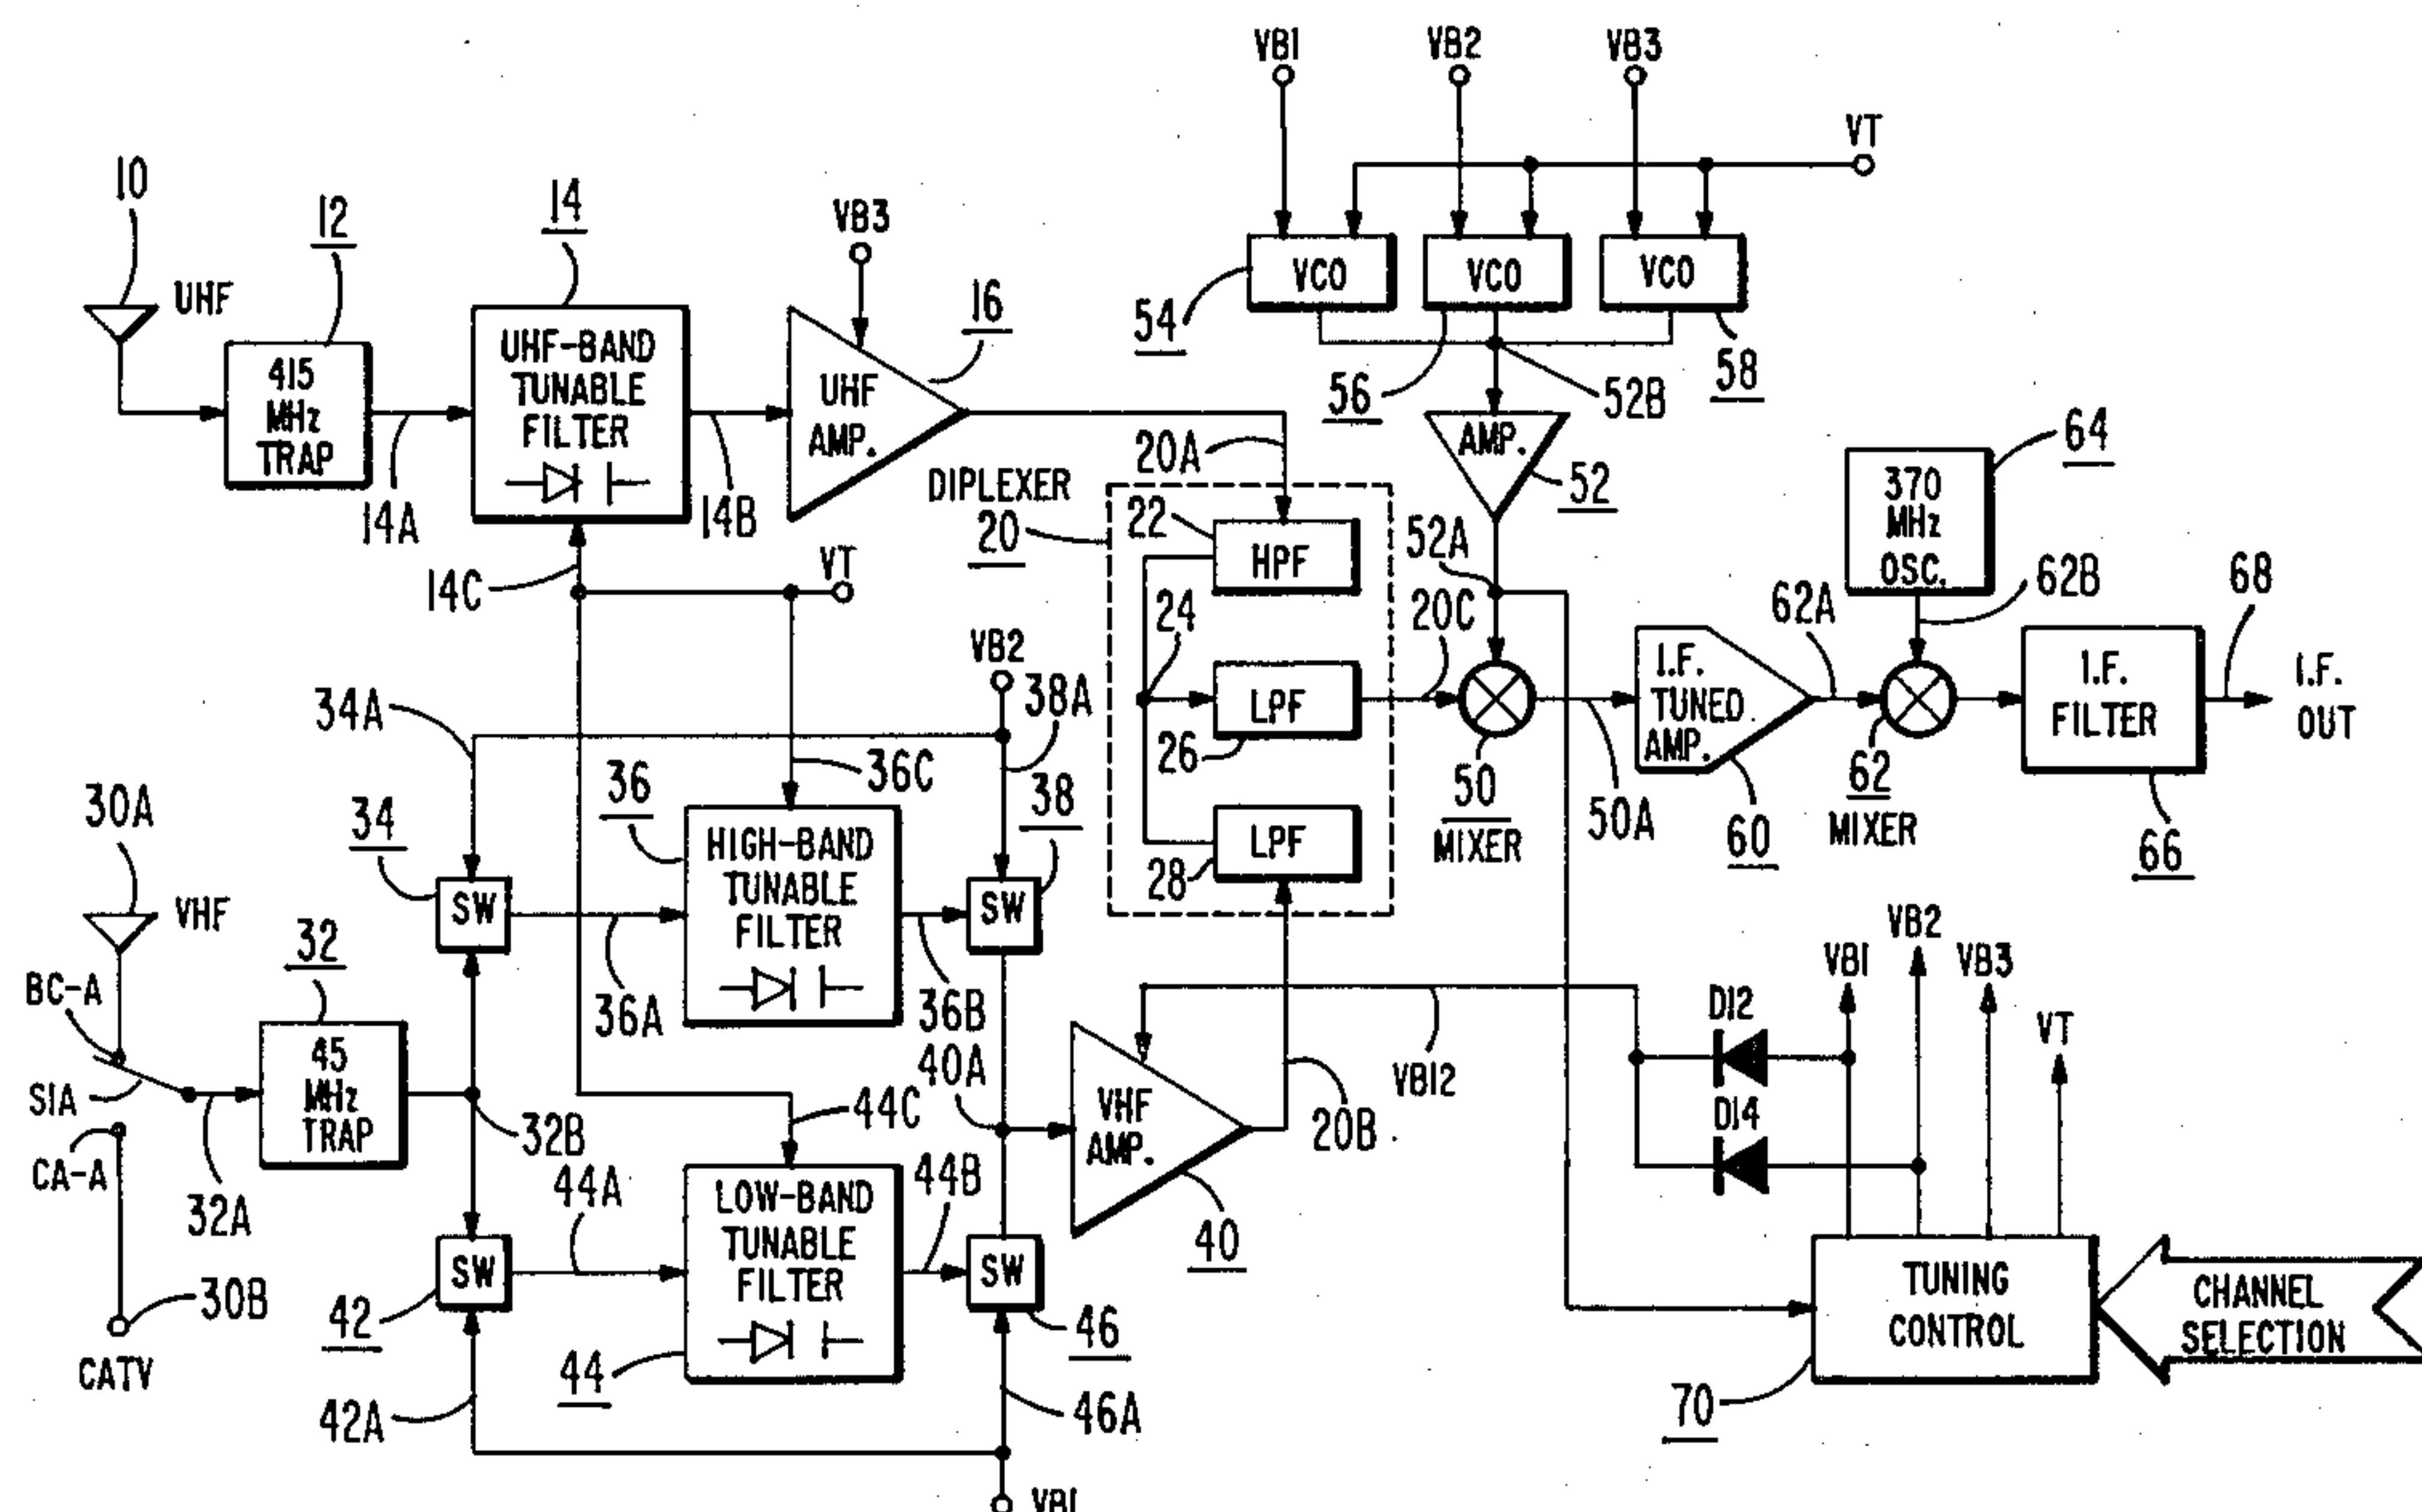 VB1
VB2
VB3
VT
10
UHF
12
415
MHz
TRAP
14A
14
UHF-BAND
TUNABLE
FILTER
14B
14C
VB3
16
UHF
AMP.
VT
VCO
VCO
VCO
54
56
58
52B
AMP.
52
52A
DIPLEXER
20
20A
22
HPF
24
LPF
26
LPF
28
20C
50
MIXER
50A
I.F.
TUNED
AMP.
60
62A
64
370
MHz
OSC.
62B
62
MIXER
I.F.
FILTER
66
68
I.F.
OUT
VB2
34A
38A
34
SW
36A
36
36C
HIGH-BAND
TUNABLE
FILTER
36B
38
SW
30A
VHF
BC-A
S1A
CA-A
32A
30B
CATV
32
45
MHz
TRAP
32B
40A
VHF
AMP.
40
20B
VB12
42
SW
42A
44A
44
44C
LOW-BAND
TUNABLE
FILTER
44B
SW
46
46A
VB1
D12
D14
VB1
VB2
VB3
VT
TUNING
CONTROL
70
CHANNEL
SELECTION